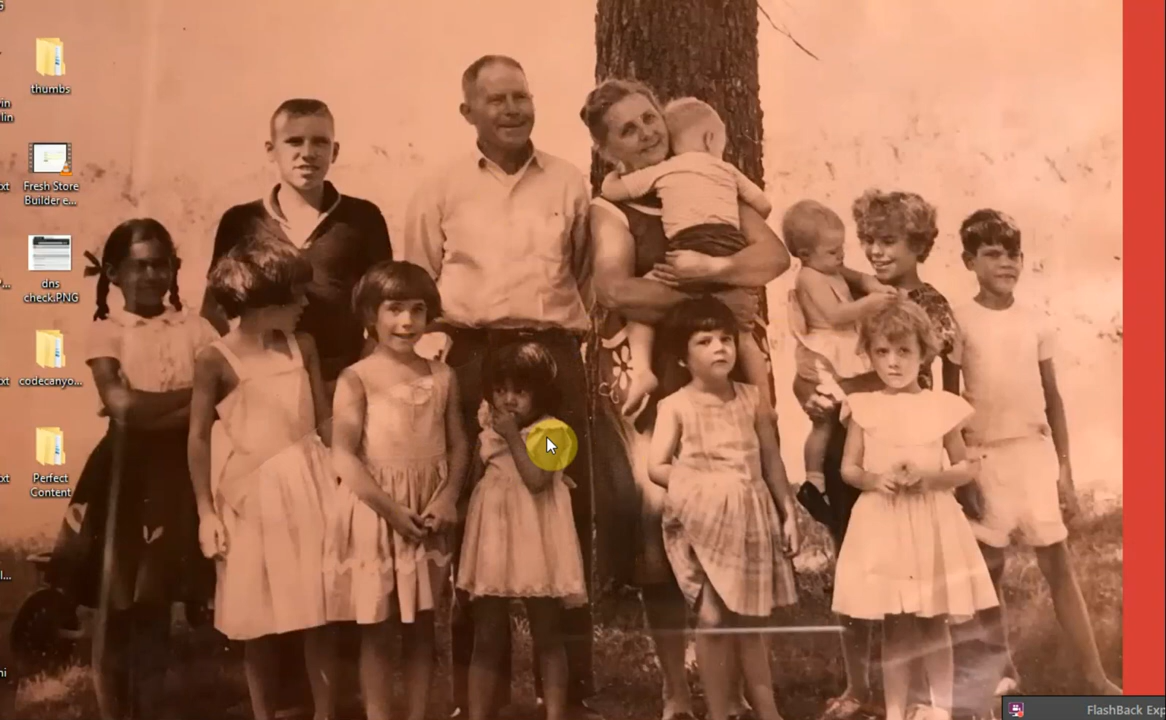 thumbs
Fresh Store
Builder e...
dns
check.PNG
codecanyo...
Perfect
Content
FlashBack Exp